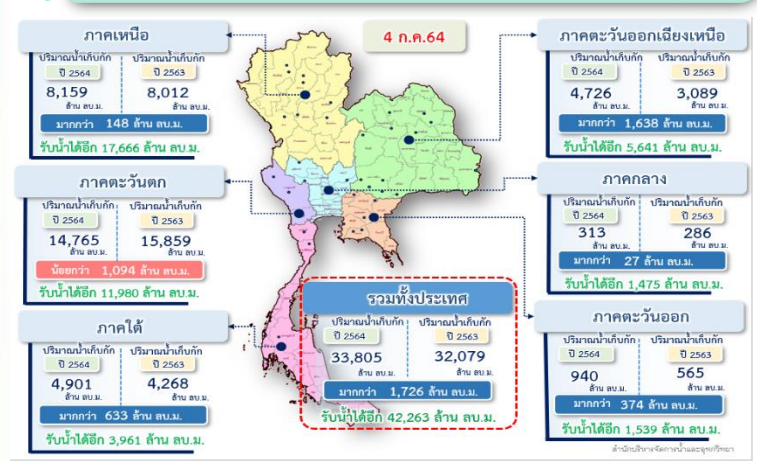 4 ก.ค.64
ภาคเหนือ
ปริมาณน้ำเก็บกัก ปริมาณน้ำเก็บกัก
ปี 2564 ปี 2563
8,159 8,012
ล้าน ลบ.ม. ล้าน ลบ.ม.
มากกว่า 148 ล้าน ลบ.ม.
รับน้ำได้อีก 17,666 ล้าน ลบ.ม.
ภาคตะวันออกเฉียงเหนือ
ปริมาณน้ำเก็บกัก ปริมาณน้ำเก็บกัก
ปี 2564 ปี 2563
4,726 3,089
ล้าน ลบ.ม. ล้าน ลบ.ม.
มากกว่า 1,638 ล้าน ลบ.ม.
รับน้ำได้อีก 5,641 ล้าน ลบ.ม.
ภาคตะวันตก
ปริมาณน้ำเก็บกัก ปริมาณน้ำเก็บกัก
ปี 2564 ปี 2563
14,765 15,859
ล้าน ลบ.ม. ล้าน ลบ.ม.
น้อยกว่า 1,094 ล้าน ลบ.ม.
รับน้ำได้อีก 11,980 ล้าน ลบ.ม.
ภาคกลาง
ปริมาณน้ำเก็บกัก ปริมาณน้ำเก็บกัก
ปี 2564 ปี 2563
313 286
ล้าน ลบ.ม. ล้าน ลบ.ม.
มากกว่า 27 ล้าน ลบ.ม.
รับน้ำได้อีก 1,475 ล้าน ลบ.ม.
ภาคใต้
ปริมาณน้ำเก็บกัก ปริมาณน้ำเก็บกัก
ปี 2564 ปี 2563
4,901 4,268
ล้าน ลบ.ม. ล้าน ลบ.ม.
มากกว่า 633 ล้าน ลบ.ม.
รับน้ำได้อีก 3,961 ล้าน ลบ.ม.
รวมทั้งประเทศ
ปริมาณน้ำเก็บกัก ปริมาณน้ำเก็บกัก
ปี 2564 ปี 2563
33,805 32,079
ล้าน ลบ.ม. ล้าน ลบ.ม.
มากกว่า 1,726 ล้าน ลบ.ม.
รับน้ำได้อีก 42,263 ล้าน ลบ.ม.
ภาคตะวันออก
ปริมาณน้ำเก็บกัก ปริมาณน้ำเก็บกัก
ปี 2564 ปี 2563
940 565
ล้าน ลบ.ม. ล้าน ลบ.ม.
มากกว่า 374 ล้าน ลบ.ม.
รับน้ำได้อีก 1,539 ล้าน ลบ.ม.
สำนักบริหารจัดการน้ำและอุทกวิทยา